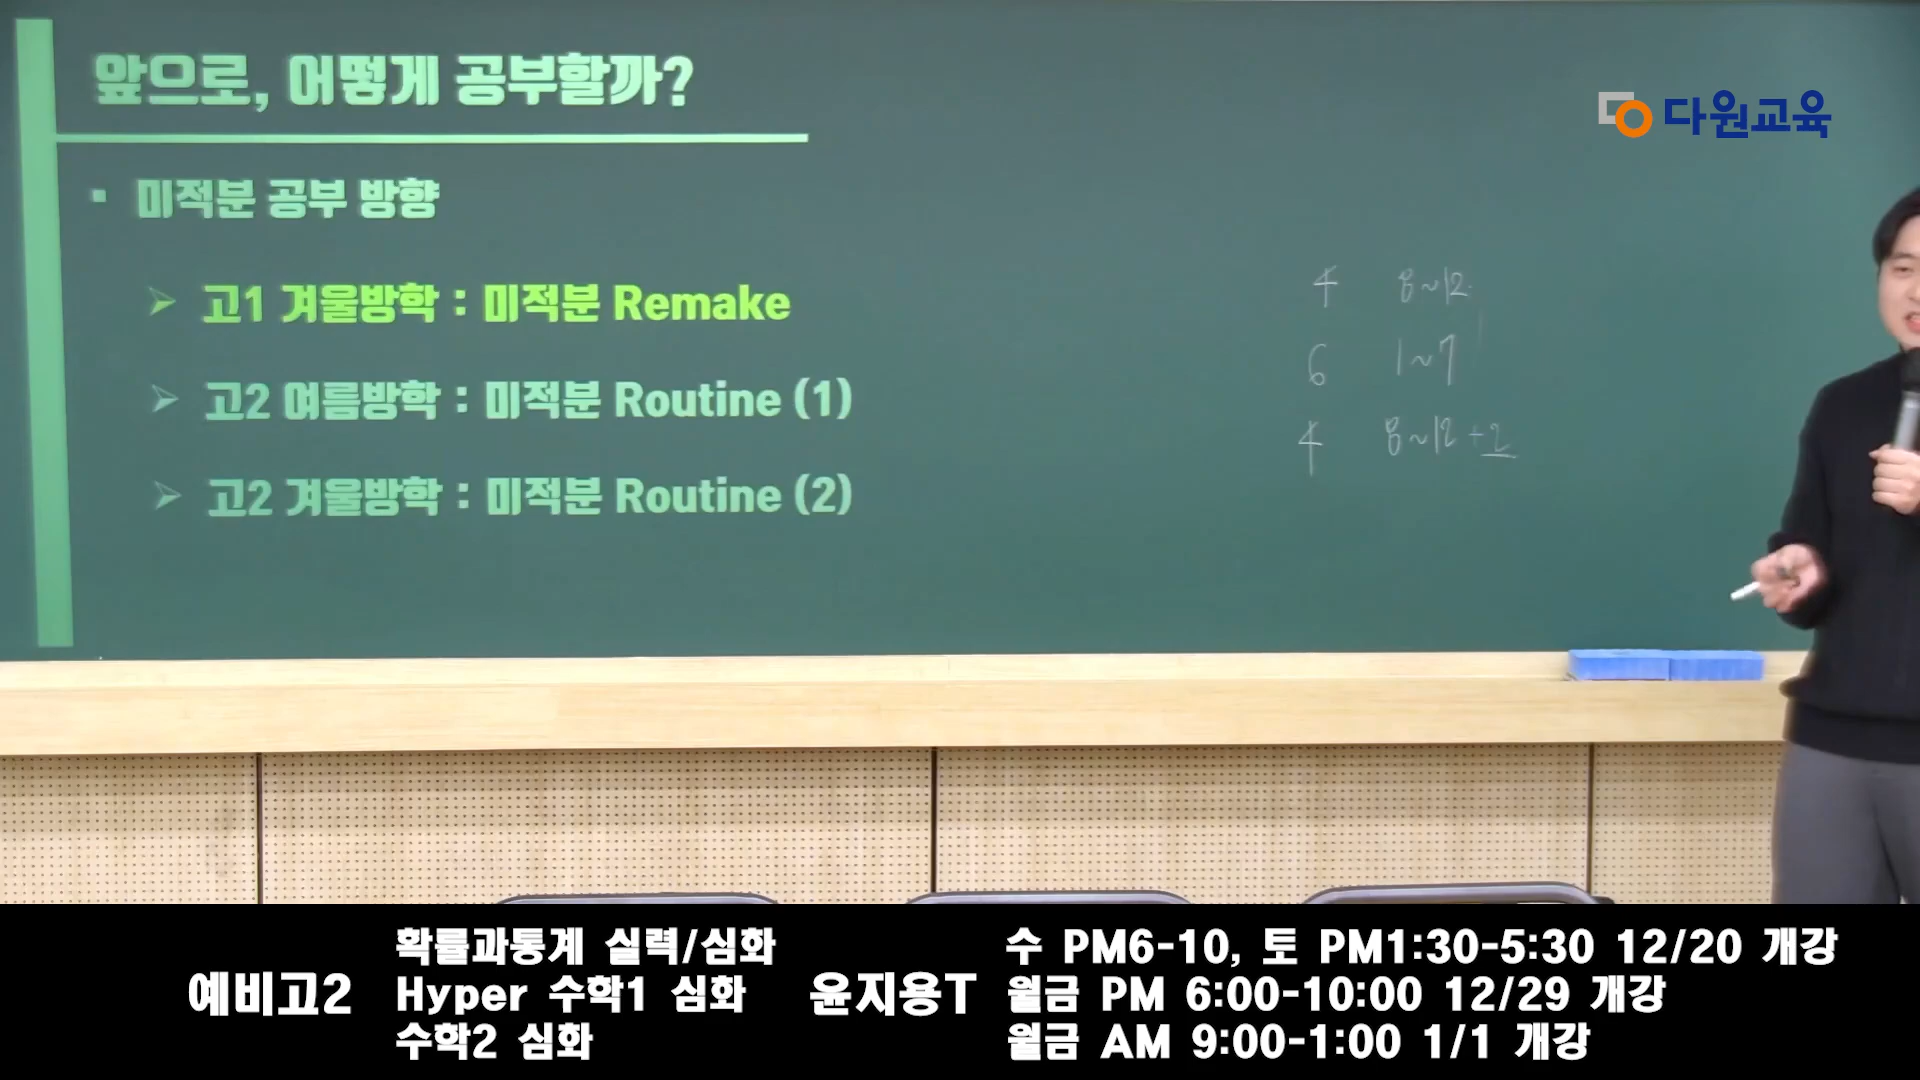 앞으로, 어떻게 공부할까?
다원교육
▪ 미적분 공부 방향
➢ 고1 겨울방학 : 미적분 Remake
➢ 고2 여름방학 : 미적분 Routine (1)
➢ 고2 겨울방학 : 미적분 Routine (2)
4 8~12
6 1~7
4 8~12 +2
예비고2
확률과통계 실력/심화
Hyper 수학1 심화
수학2 심화
윤지용T
수 PM6-10, 토 PM1:30-5:30 12/20 개강
월금 PM 6:00-10:00 12/29 개강
월금 AM 9:00-1:00 1/1 개강